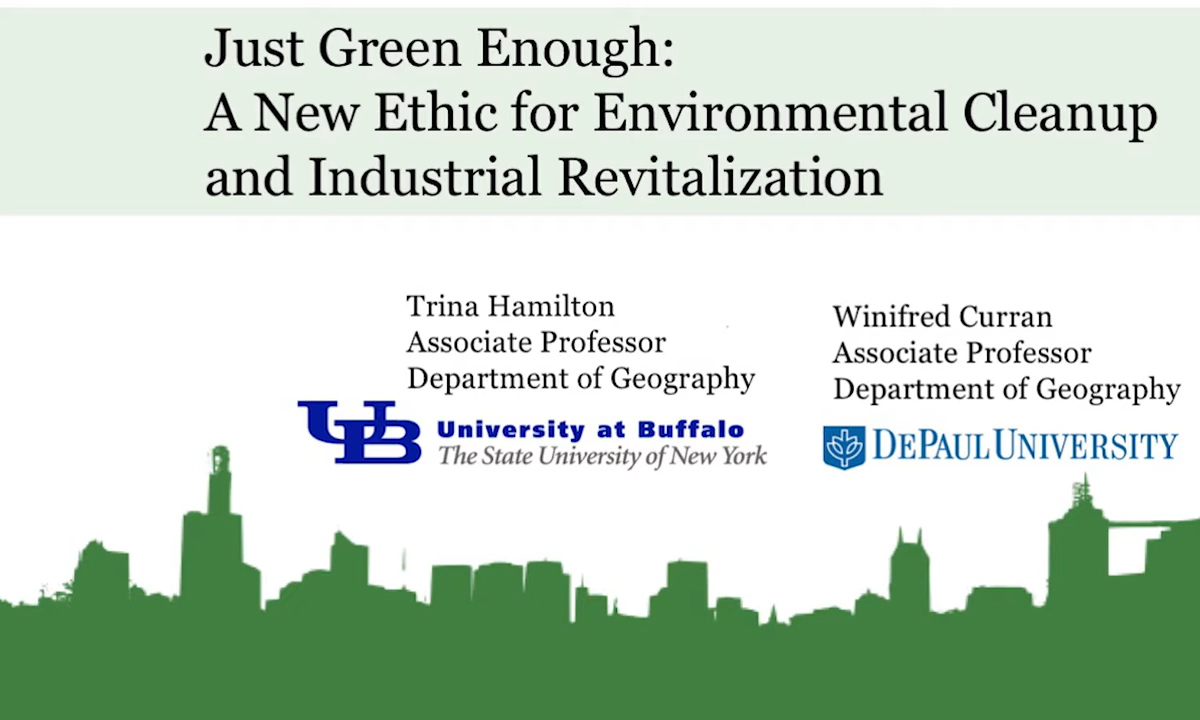 Just Green Enough:
A New Ethic for Environmental Cleanup
and Industrial Revitalization
Trina Hamilton
Associate Professor
Department of Geography
UB
University at Buffalo
The State University of New York
Winifred Curran
Associate Professor
Department of Geography
DEPAUL UNIVERSITY